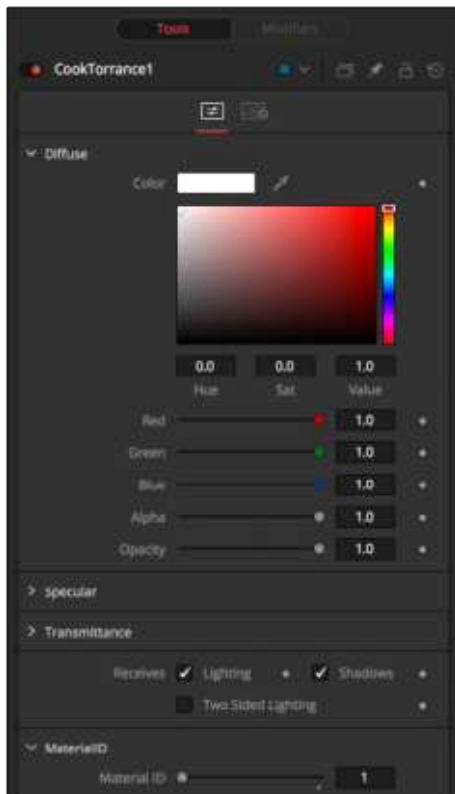 Tools Modifiers
CookTorrance1
Diffuse
Color
0.0 0.0 1.0
Hue Sat Value
Red 1.0
Green 1.0
Blue 1.0
Alpha 1.0
Opacity 1.0
Specular
Transmittance
Receives Lighting Shadows
Two Sided Lighting
MaterialID
Material ID 1